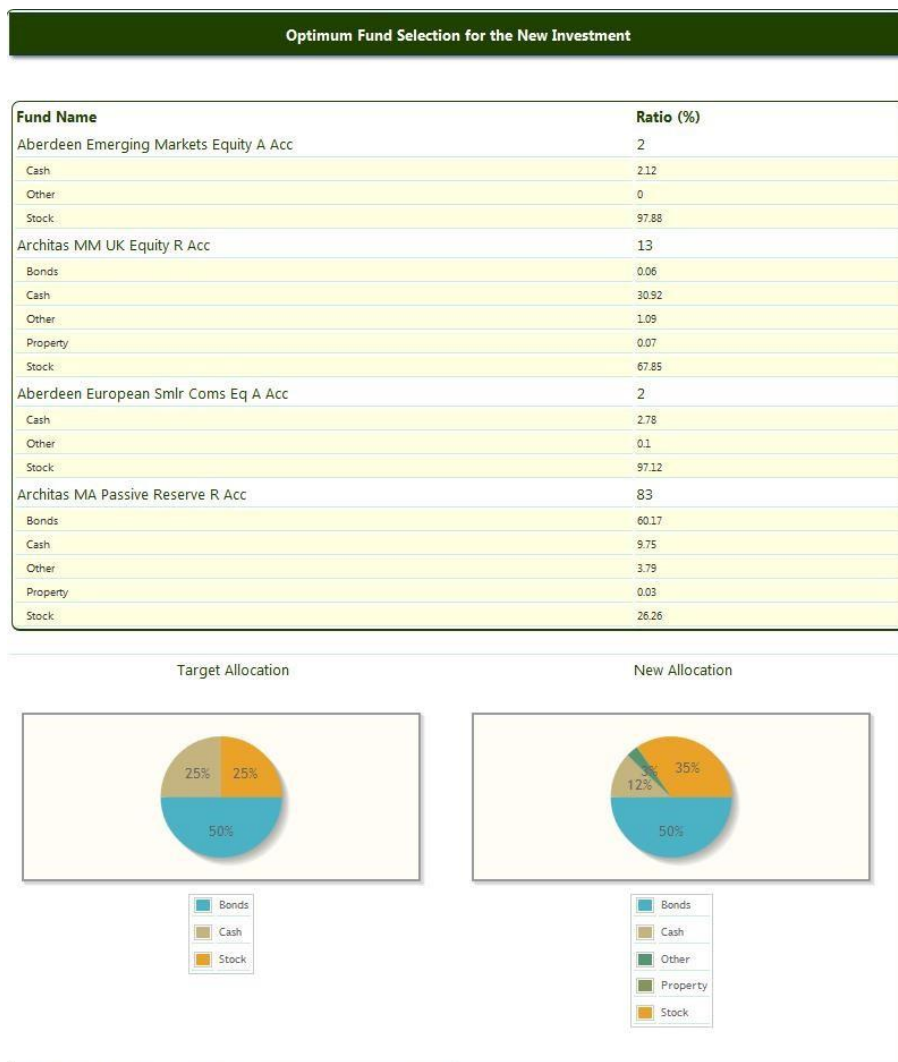 Optimum Fund Selection for the New Investment
Fund Name Ratio (%)
Aberdeen Emerging Markets Equity A Acc 2
Cash 2.12
Other 0
Stock 97.88
Architas MM UK Equity R Acc 13
Bonds 0.06
Cash 30.92
Other 1.09
Property 0.07
Stock 67.85
Aberdeen European Smlr Coms Eq A Acc 2
Cash 2.78
Other 0.1
Stock 97.12
Architas MA Passive Reserve R Acc 83
Bonds 60.17
Cash 9.75
Other 3.79
Property 0.03
Stock 26.26
Target Allocation New Allocation
25% 25%
50%
Bonds
Cash
Stock
3% 35%
12%
50%
Bonds
Cash
Other
Property
Stock